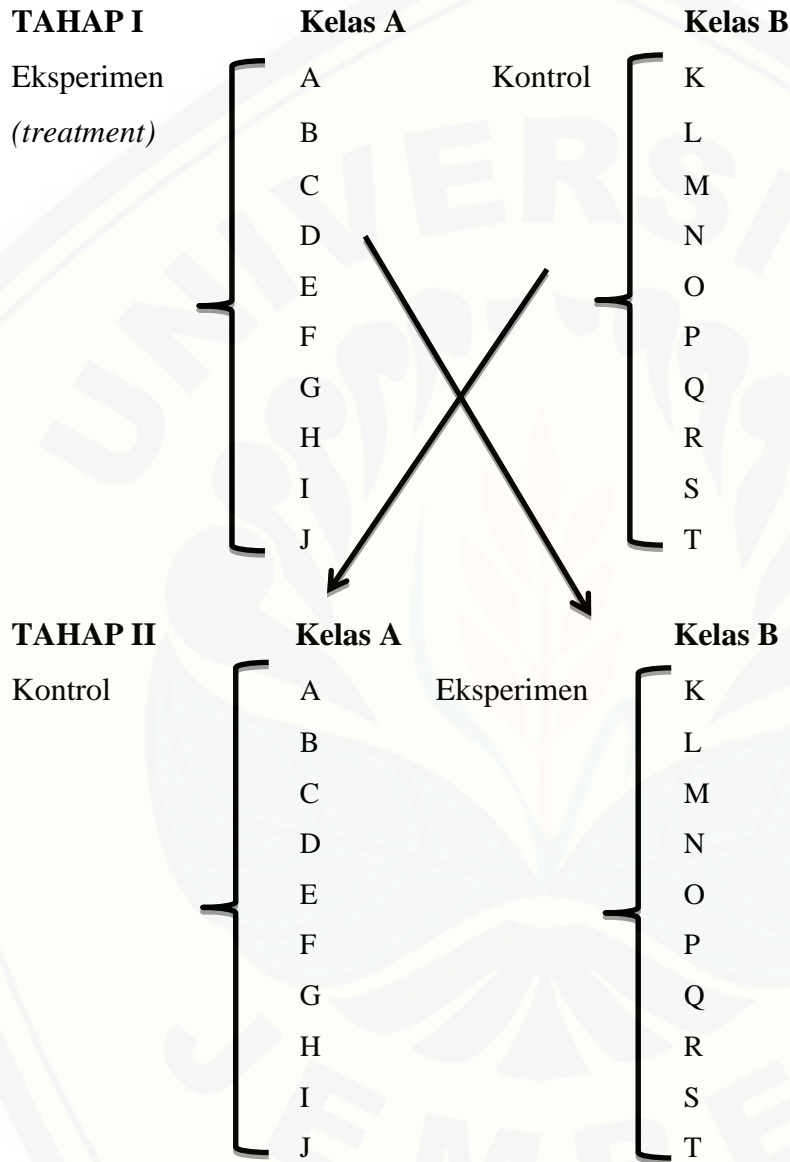 TAHAP I Kelas A Kelas B
Eksperimen A Kontrol K
(treatment) B L
C M
D N
E O
F P
G Q
H R
I S
J T
TAHAP II Kelas A Kelas B
Kontrol A Eksperimen K
B L
C M
D N
E O
F P
G Q
H R
I S
J T